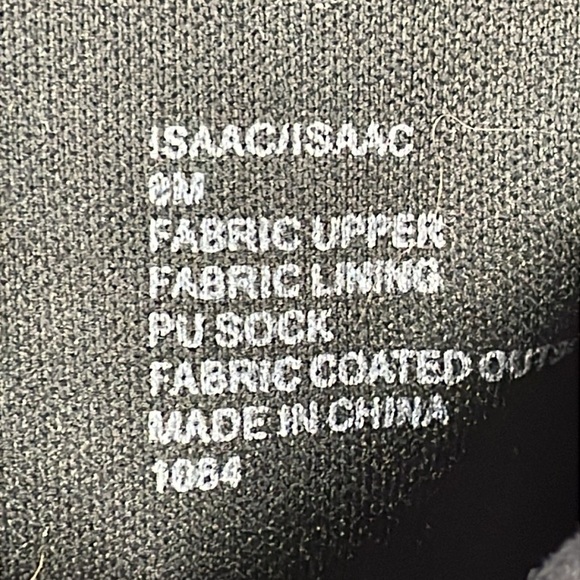 ISAAC/ISAAC
8M
FABRIC UPPER
FABRIC LINING
PU SOCK
FABRIC COATED
MADE IN CHINA
1084